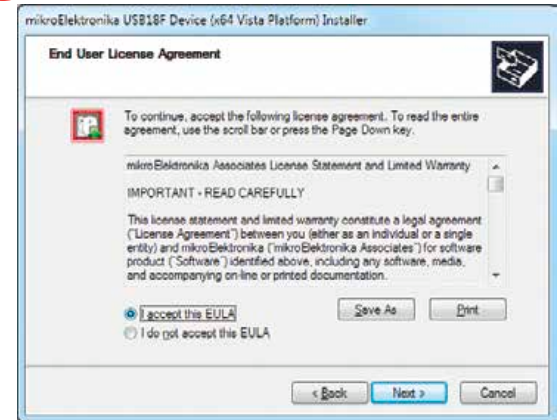 mikroElektronika USB18F Device (x64 Vista Platform) Installer
End User License Agreement
To continue, accept the following license agreement. To read the entire
agreement, use the scroll bar or press the Page Down key.
mikroElektronika Associates License Statement and Limited Warranty
IMPORTANT - READ CAREFULLY
This license statement and limited warranty constitute a legal agreement
("License Agreement") between you (either as an individual or a single
entity) and mikroElektronika ("mikroElektronika Associates") for software
product ("Software") identified above, including any software, media,
and accompanying on-line or printed documentation.
I accept this EULA
Save As
Print
I do not accept this EULA
< Back
Next >
Cancel